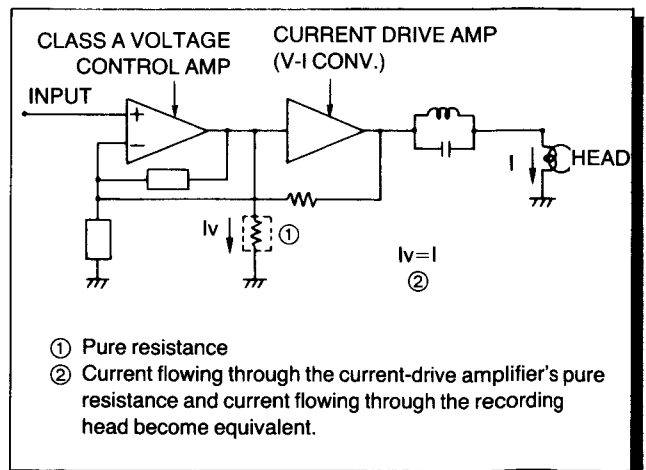 CLASS A VOLTAGE
CONTROL AMP
CURRENT DRIVE AMP
(V-I CONV.)
INPUT
+
−
I
HEAD
Iv
①
Iv=I
②
① Pure resistance
② Current flowing through the current-drive amplifier's pure
resistance and current flowing through the recording
head become equivalent.